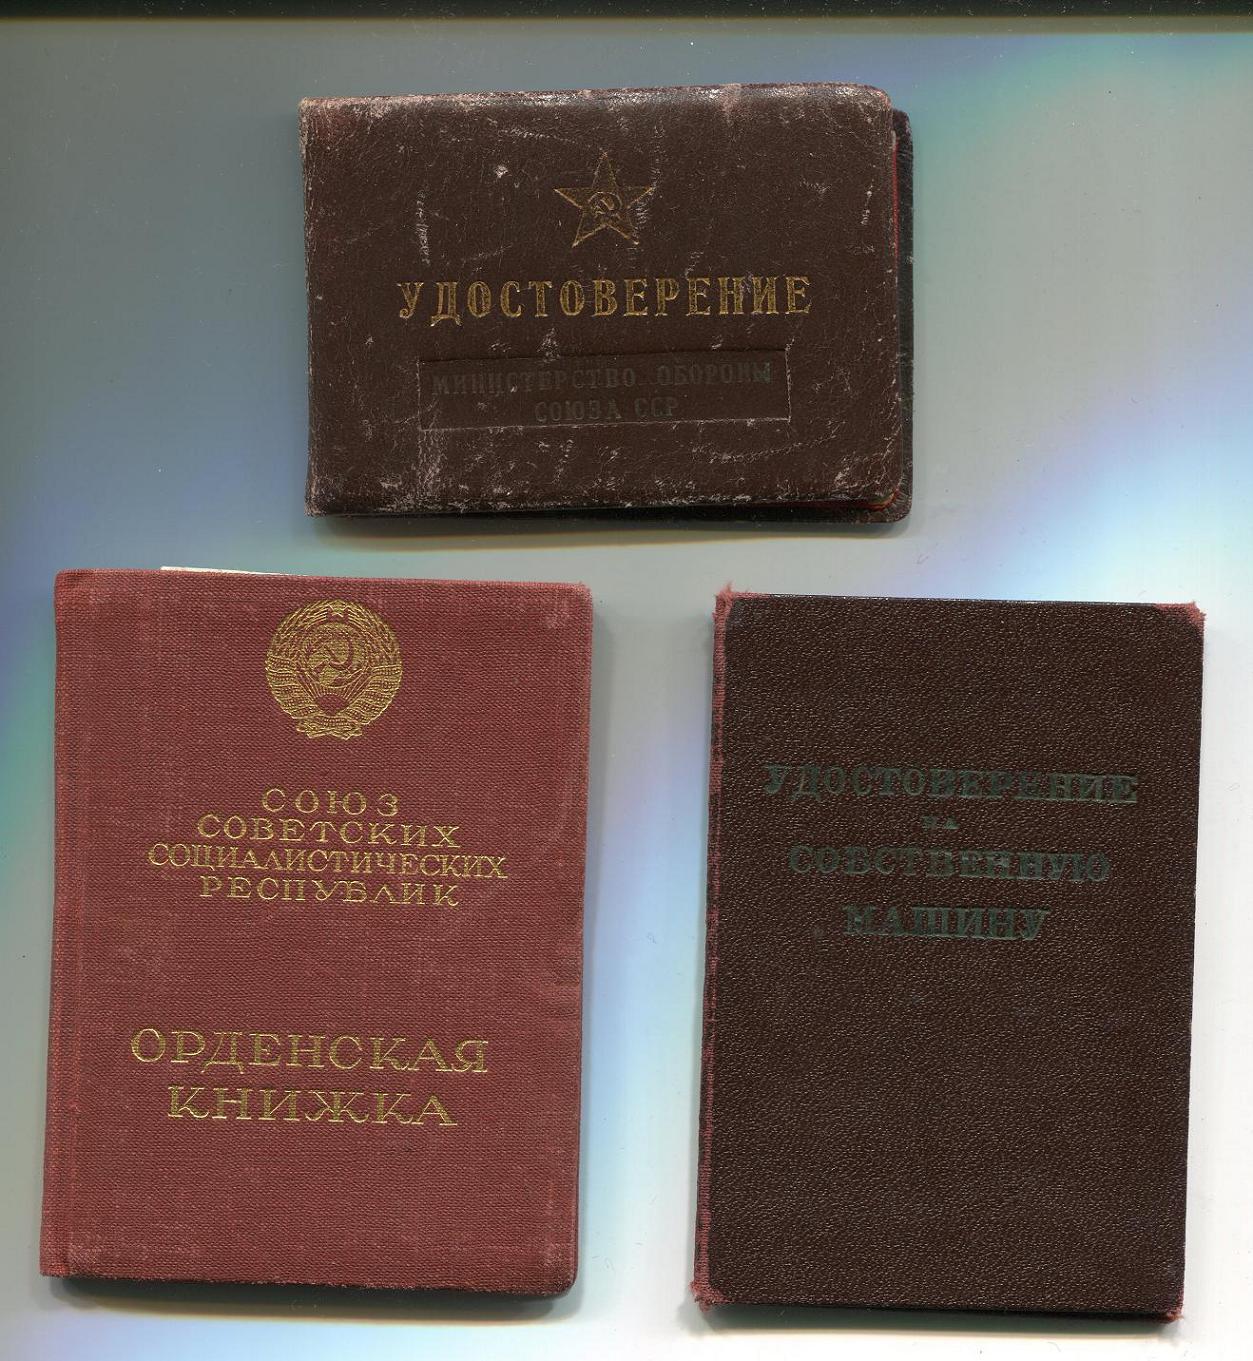 УДОСТОВЕРЕНИЕ
МИНИСТЕРСТВО ОБОРОНЫ
СОЮЗА ССР
СОЮЗ
СОВЕТСКИХ
СОЦИАЛИСТИЧЕСКИХ
РЕСПУБЛИК
ОРДЕНСКАЯ
КНИЖКА
УДОСТОВЕРЕНИЕ
НА
СОБСТВЕННУЮ
МАШИНУ